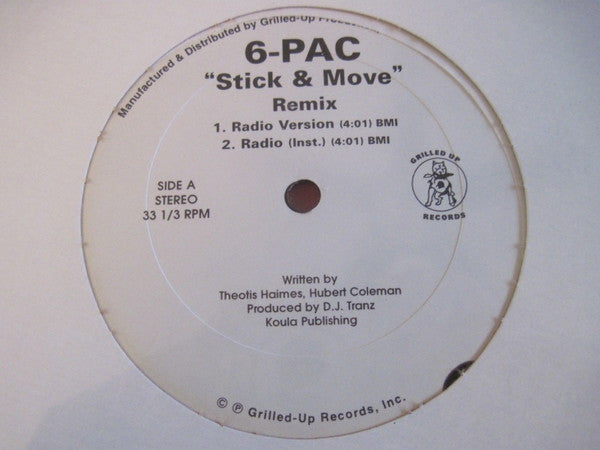 Manufactured & Distributed by Grilled-Up
6-PAC
“Stick & Move”
Remix
1. Radio Version (4:01) BMI
2. Radio (Inst.) (4:01) BMI
SIDE A
STEREO
33 1/3 RPM
GRILLED UP
RECORDS
Written by
Theotis Haimes, Hubert Coleman
Produced by D.J. Tranz
Koula Publishing
© ℗ Grilled-Up Records, Inc.